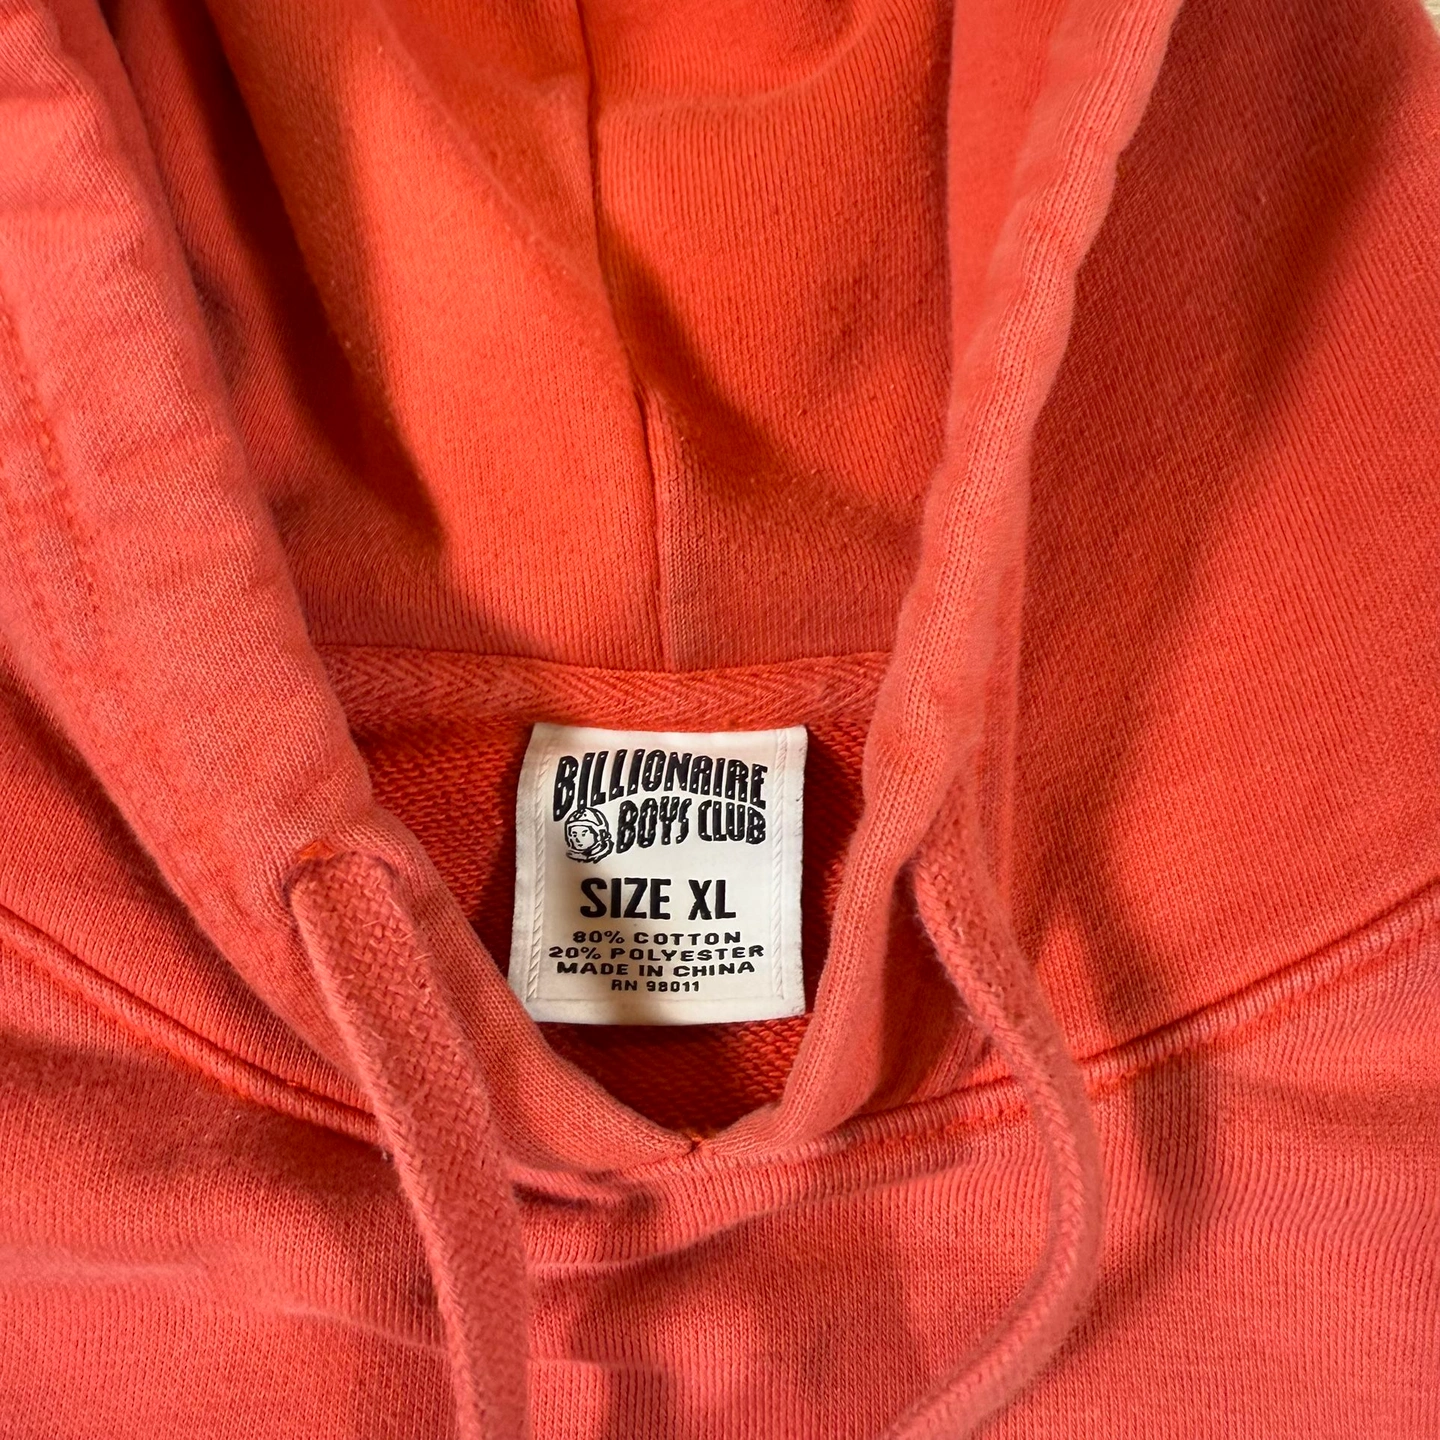 BILLIONAIRE
BOYS CLUB
SIZE XL
80% COTTON
20% POLYESTER
MADE IN CHINA
RN 98011